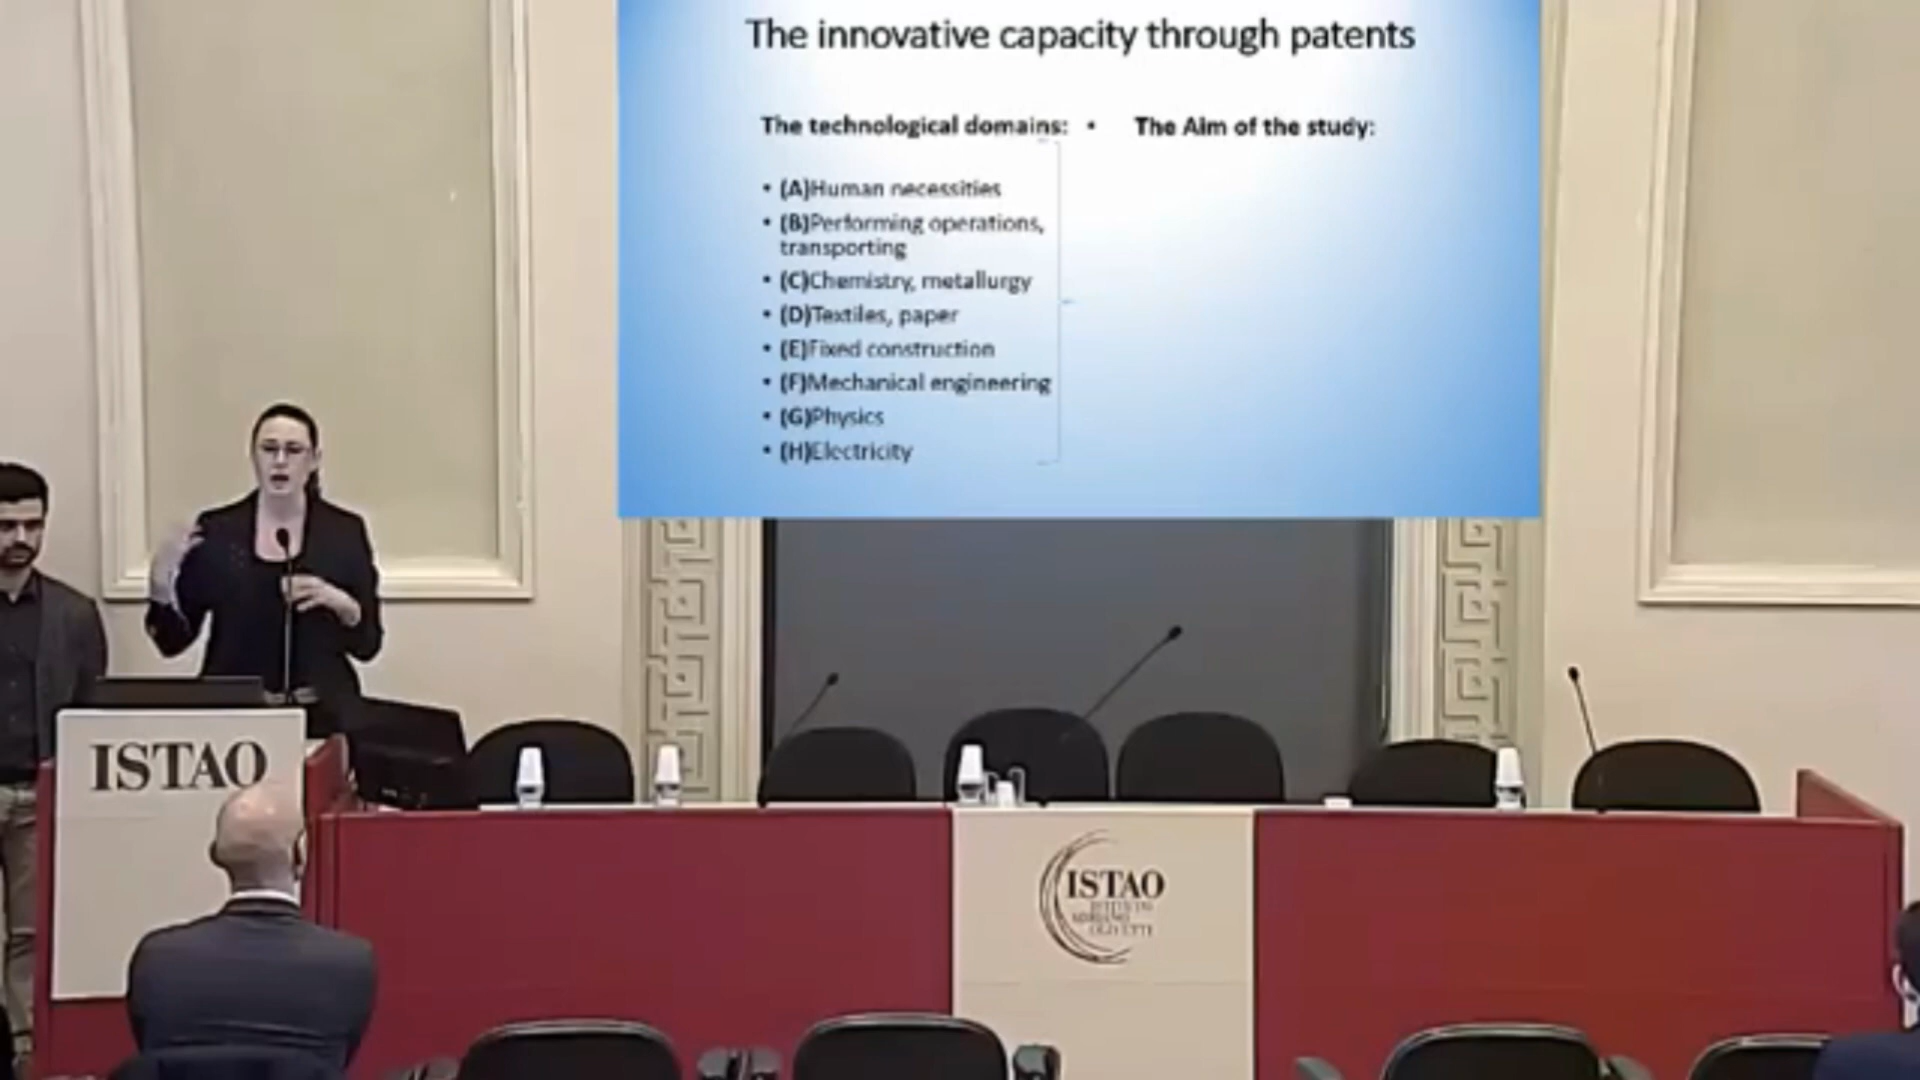 The innovative capacity through patents
The technological domains:
• (A)Human necessities
• (B)Performing operations,
transporting
• (C)Chemistry, metallurgy
• (D)Textiles, paper
• (E)Fixed construction
• (F)Mechanical engineering
• (G)Physics
• (H)Electricity
• The Aim of the study:
ISTAO
ISTAO